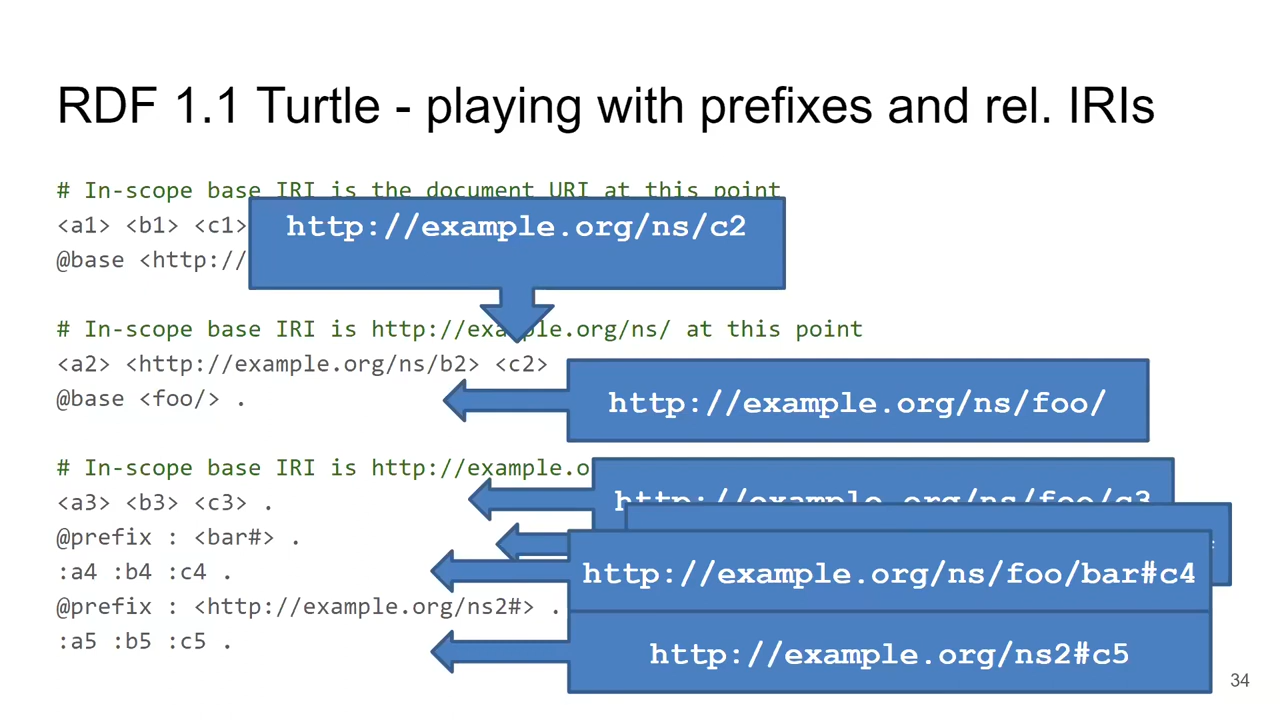 RDF 1.1 Turtle - playing with prefixes and rel. IRIs
# In-scope base IRI is the document URI at this point
<a1> <b1> <c1>
http://example.org/ns/c2
@base <http://
# In-scope base IRI is http://example.org/ns/ at this point
<a2> <http://example.org/ns/b2> <c2>
@base <foo/> .
http://example.org/ns/foo/
# In-scope base IRI is http://example.o
<a3> <b3> <c3> .
http://example.org/ns/foo/c3
@prefix : <bar#> .
:a4 :b4 :c4 .
http://example.org/ns/foo/bar#c4
@prefix : <http://example.org/ns2#> .
:a5 :b5 :c5 .
http://example.org/ns2#c5
34